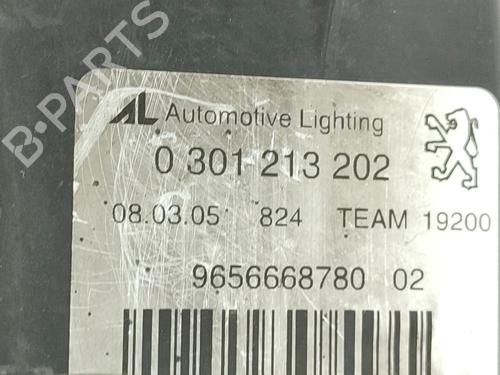 AL Automotive Lighting
0 301 213 202
08.03.05 824 TEAM 19200
9656668780 02
B-PARTS